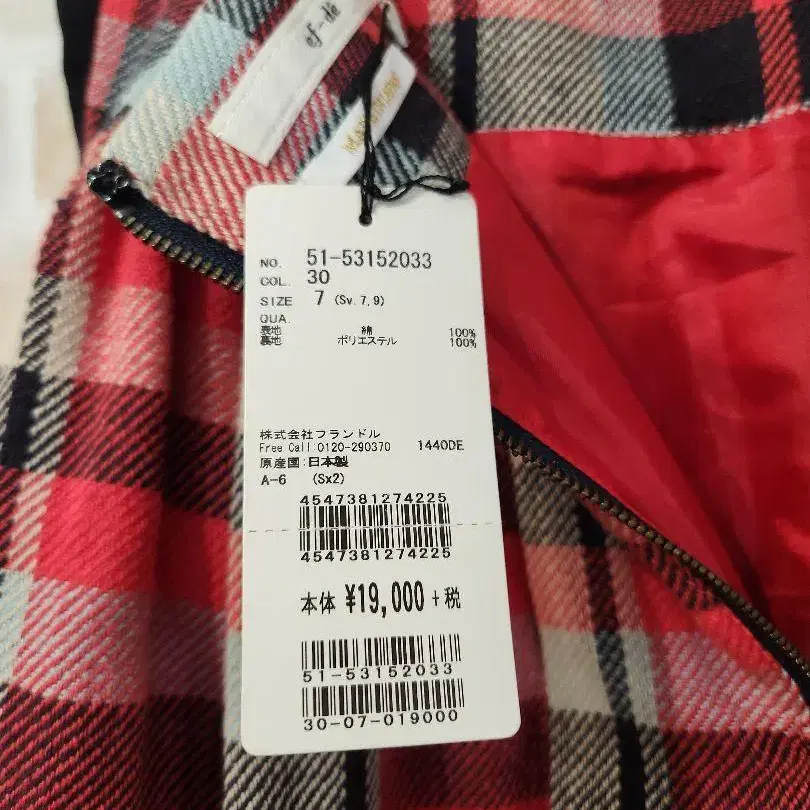 ef-dé
NO. 51-53152033
COL. 30
SIZE 7 (Sv.7,9)
QUA.
表地 綿 100%
裏地 ポリエステル 100%
株式会社フランドル
Free Call:0120-290370 1440DE
原産国:日本製
A-6 (Sx2)
4547381274225
4547381274225
本体 ¥19,000 +税
51-53152033
30-07-019000